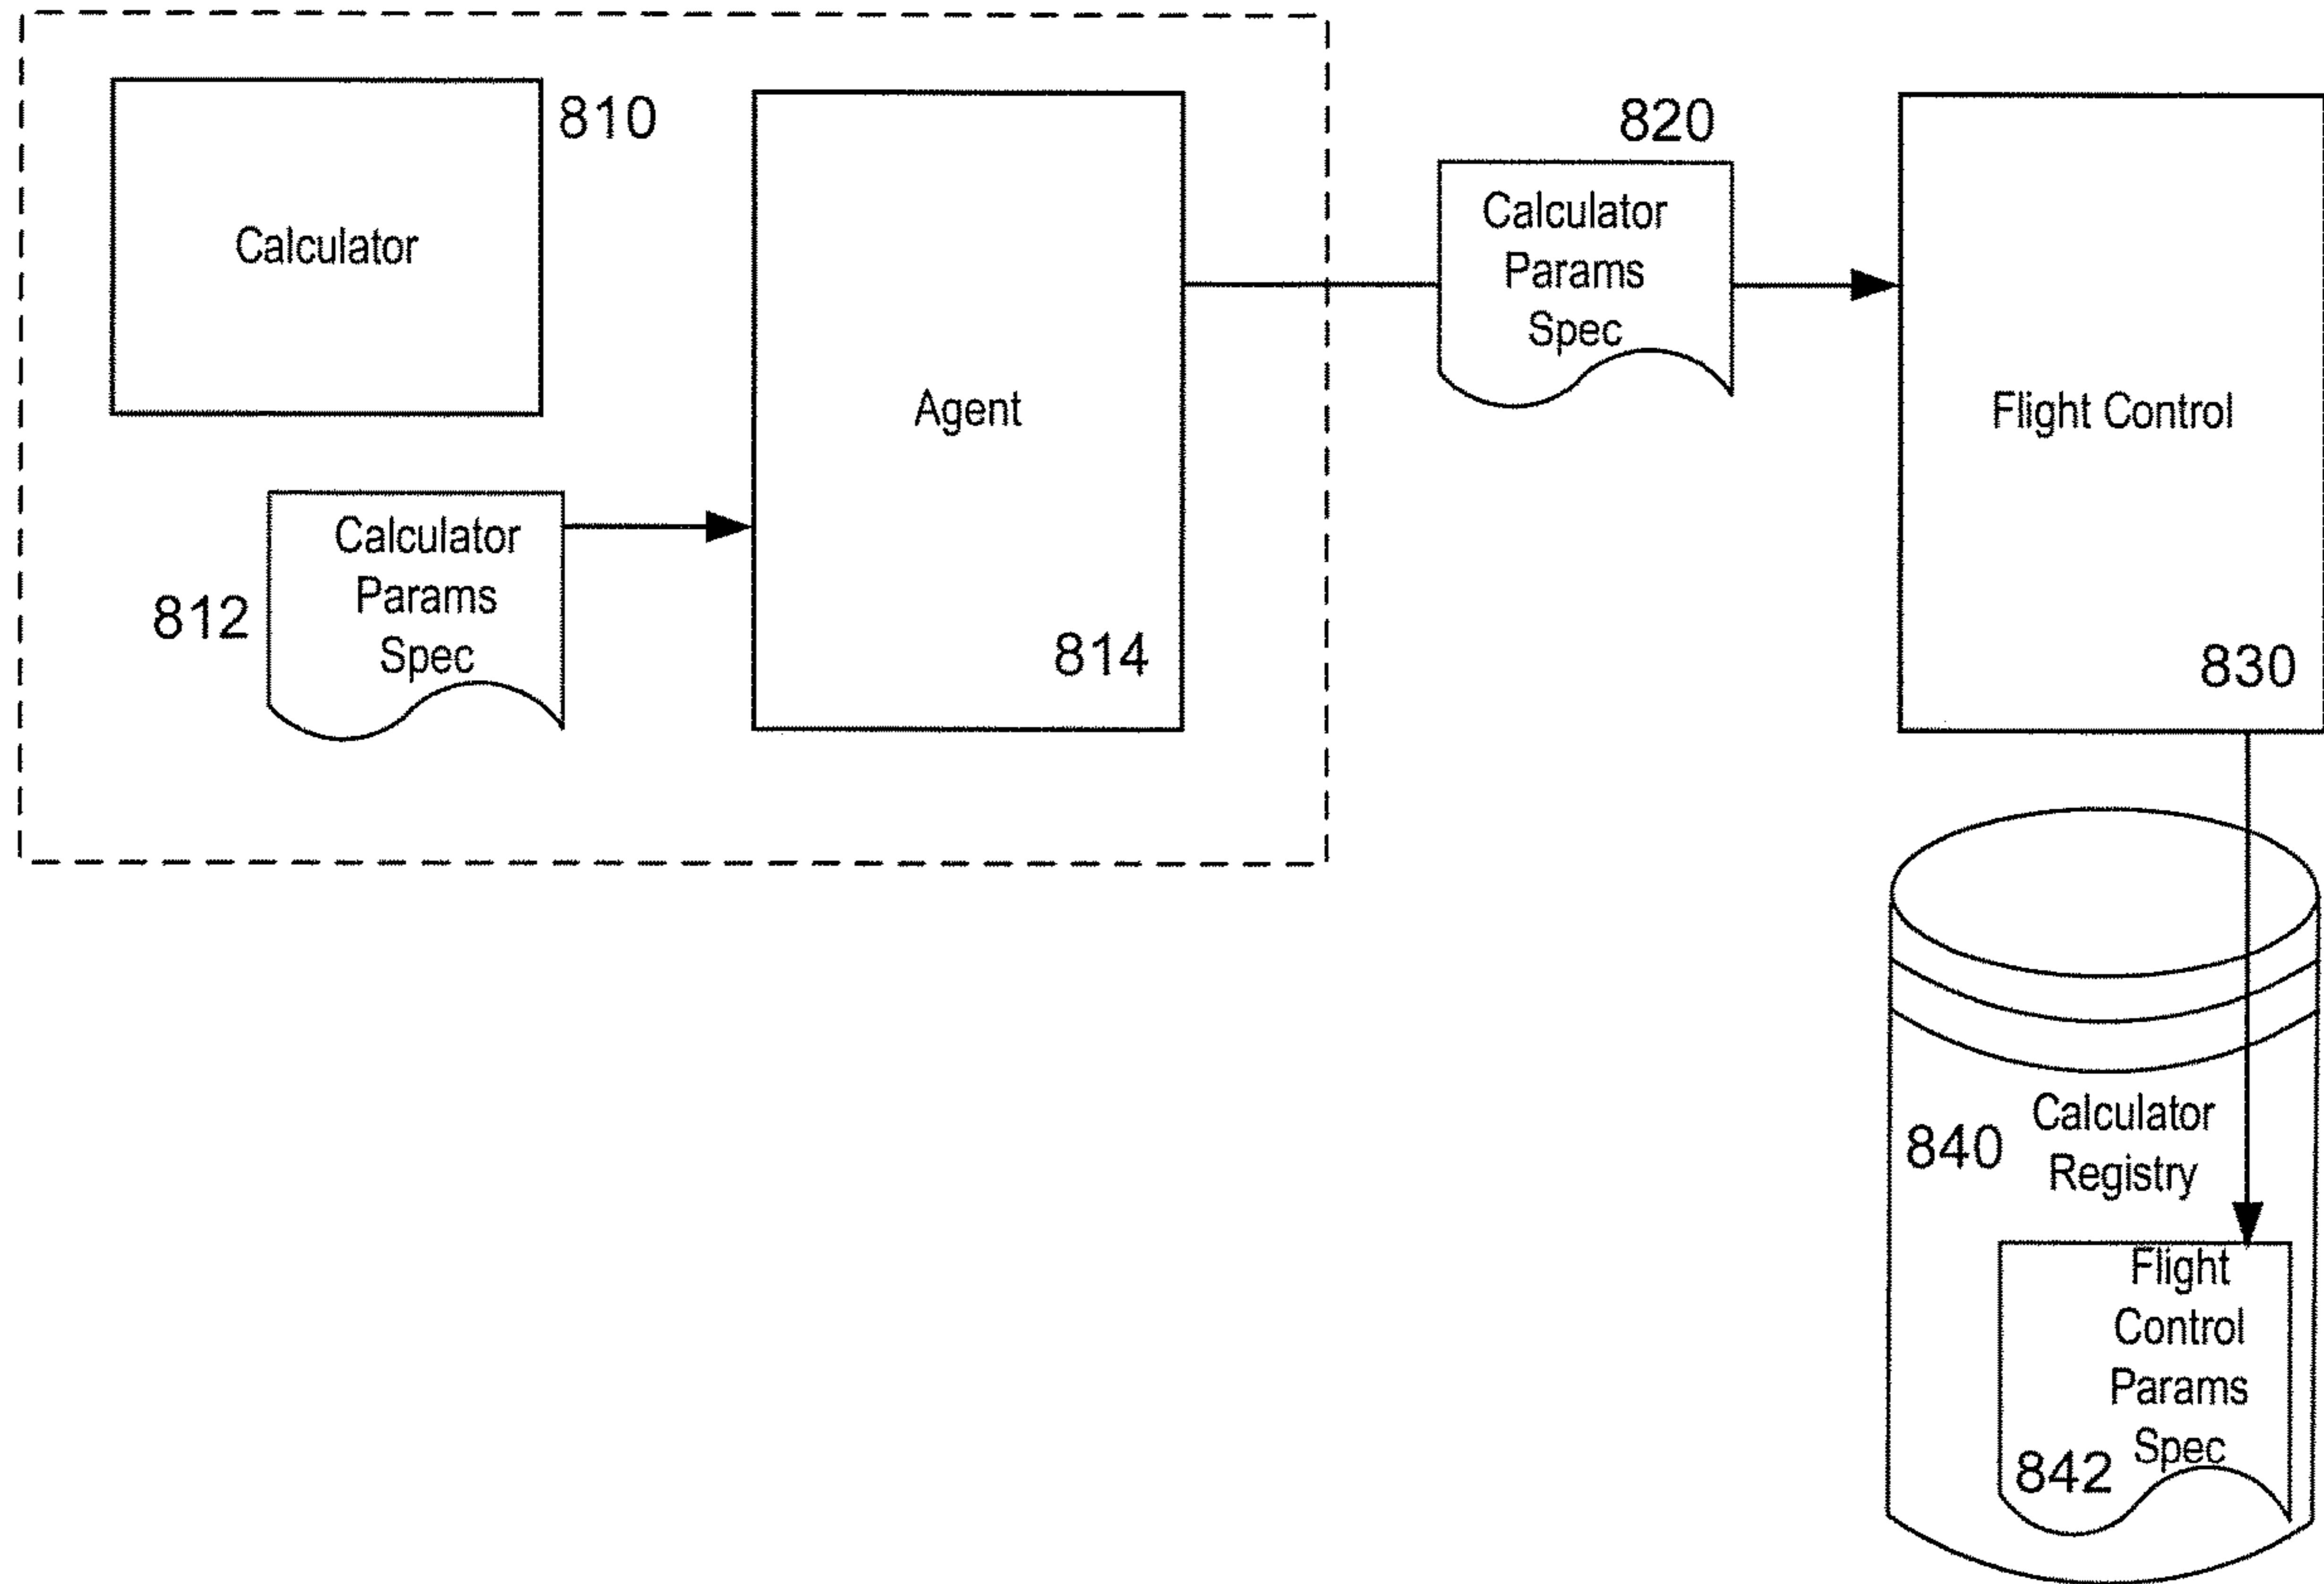 810
Calculator
Calculator
Params
Spec
812
Agent
814
820
Calculator
Params
Spec
Flight Control
830
840
Calculator
Registry
Flight
Control
Params
Spec
842